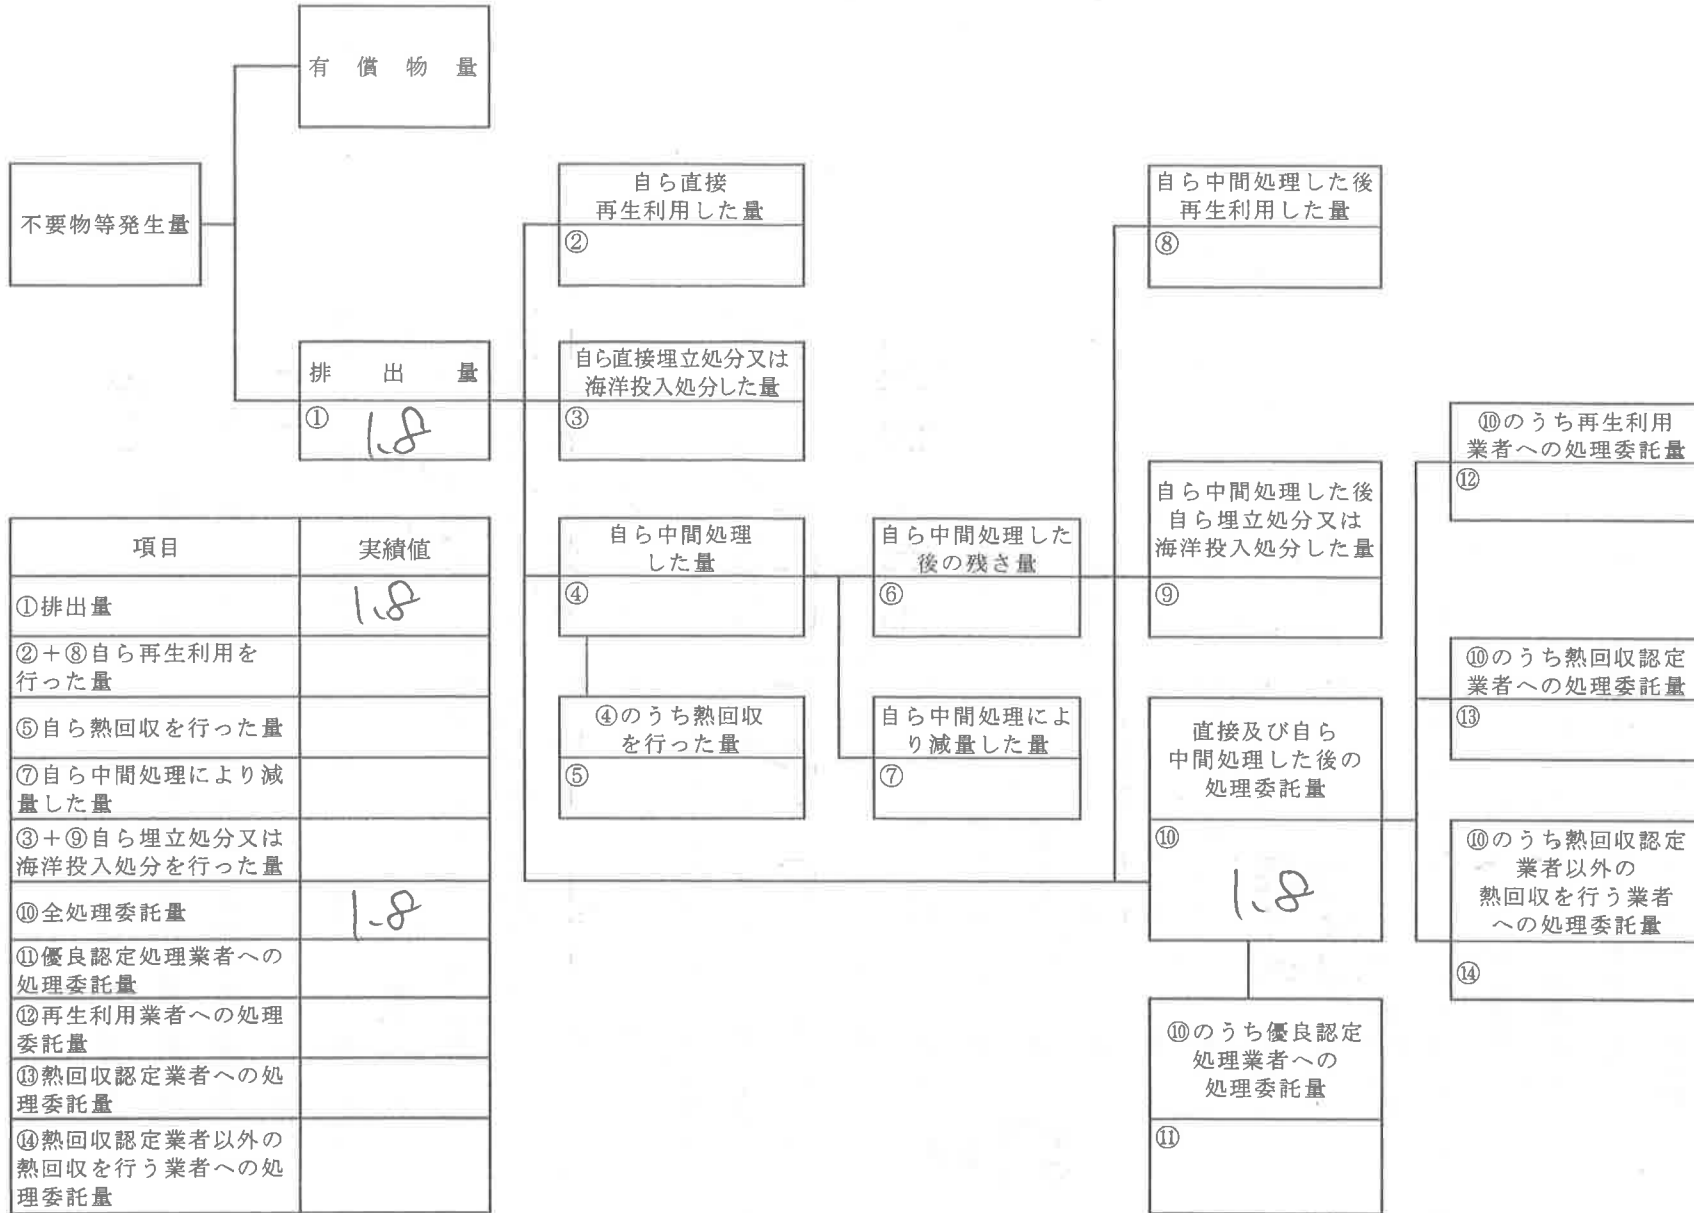 有償物量
不要物等発生量
自ら直接
再生利用した量
②
自ら中間処理した後
再生利用した量
⑧
排出量
① 1.8
自ら直接埋立処分又は
海洋投入処分した量
③
⑩のうち再生利用
業者への処理委託量
⑫
自ら中間処理
した量
④
自ら中間処理した
後の残さ量
⑥
自ら中間処理した後
自ら埋立処分又は
海洋投入処分した量
⑨
④のうち熱回収
を行った量
⑤
自ら中間処理によ
り減量した量
⑦
直接及び自ら
中間処理した後の
処理委託量
⑩
1.8
⑩のうち熱回収認定
業者への処理委託量
⑬
⑩のうち熱回収認定
業者以外の
熱回収を行う業者
への処理委託量
⑭
⑩のうち優良認定
処理業者への
処理委託量
⑪
項目 実績値
①排出量 1.8
②+⑧自ら再生利用を
行った量
⑤自ら熱回収を行った量
⑦自ら中間処理により減
量した量
③+⑨自ら埋立処分又は
海洋投入処分を行った量
⑩全処理委託量 1.8
⑪優良認定処理業者への
処理委託量
⑫再生利用業者への処理
委託量
⑬熱回収認定業者への処
理委託量
⑭熱回収認定業者以外の
熱回収を行う業者への処
理委託量